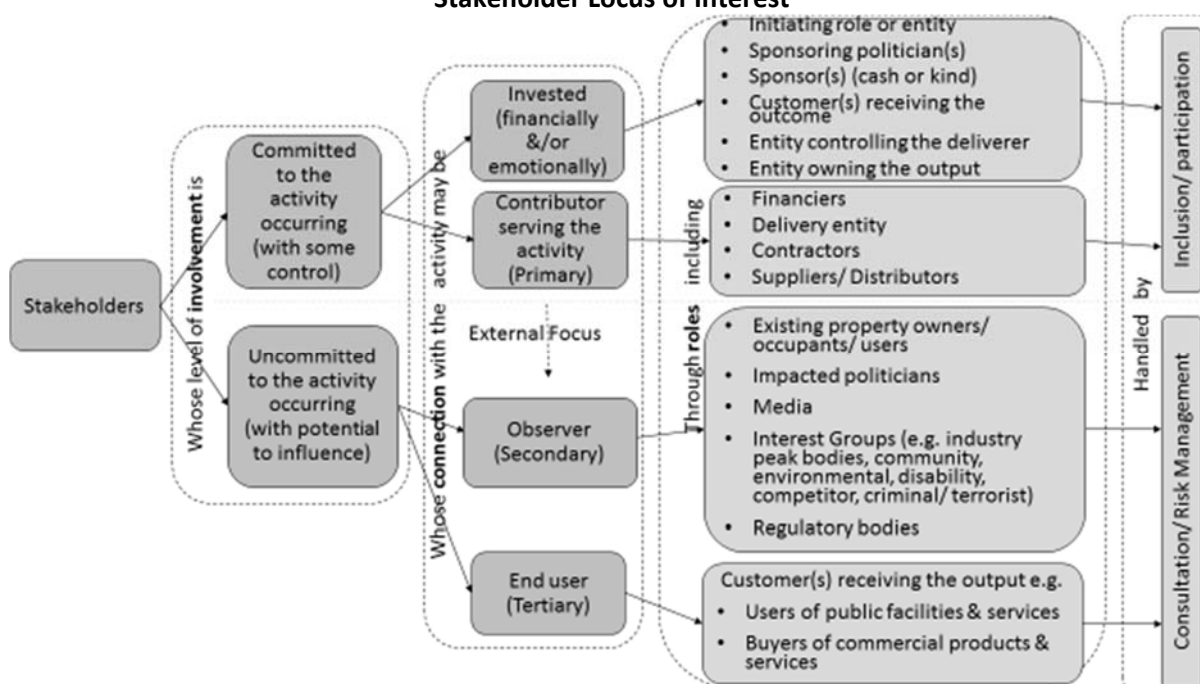 Stakeholder Locus of Interest
Stakeholders
Whose level of involvement is
Committed
to the
activity
occurring
(with some
control)
Uncommitted
to the activity
occurring
(with potential
to influence)
Whose connection with the activity may be
Invested
(financially
&/or
emotionally)
Contributor
serving the
activity
(Primary)
External Focus
Observer
(Secondary)
End user
(Tertiary)
Through roles including
• Initiating role or entity
• Sponsoring politician(s)
• Sponsor(s) (cash or kind)
• Customer(s) receiving the
outcome
• Entity controlling the deliverer
• Entity owning the output
• Financiers
• Delivery entity
• Contractors
• Suppliers/ Distributors
• Existing property owners/
occupants/ users
• Impacted politicians
• Media
• Interest Groups (e.g. industry
peak bodies, community,
environmental, disability,
competitor, criminal/ terrorist)
• Regulatory bodies
Customer(s) receiving the output e.g.
• Users of public facilities & services
• Buyers of commercial products &
services
Handled by
Inclusion/ participation
Consultation/ Risk Management